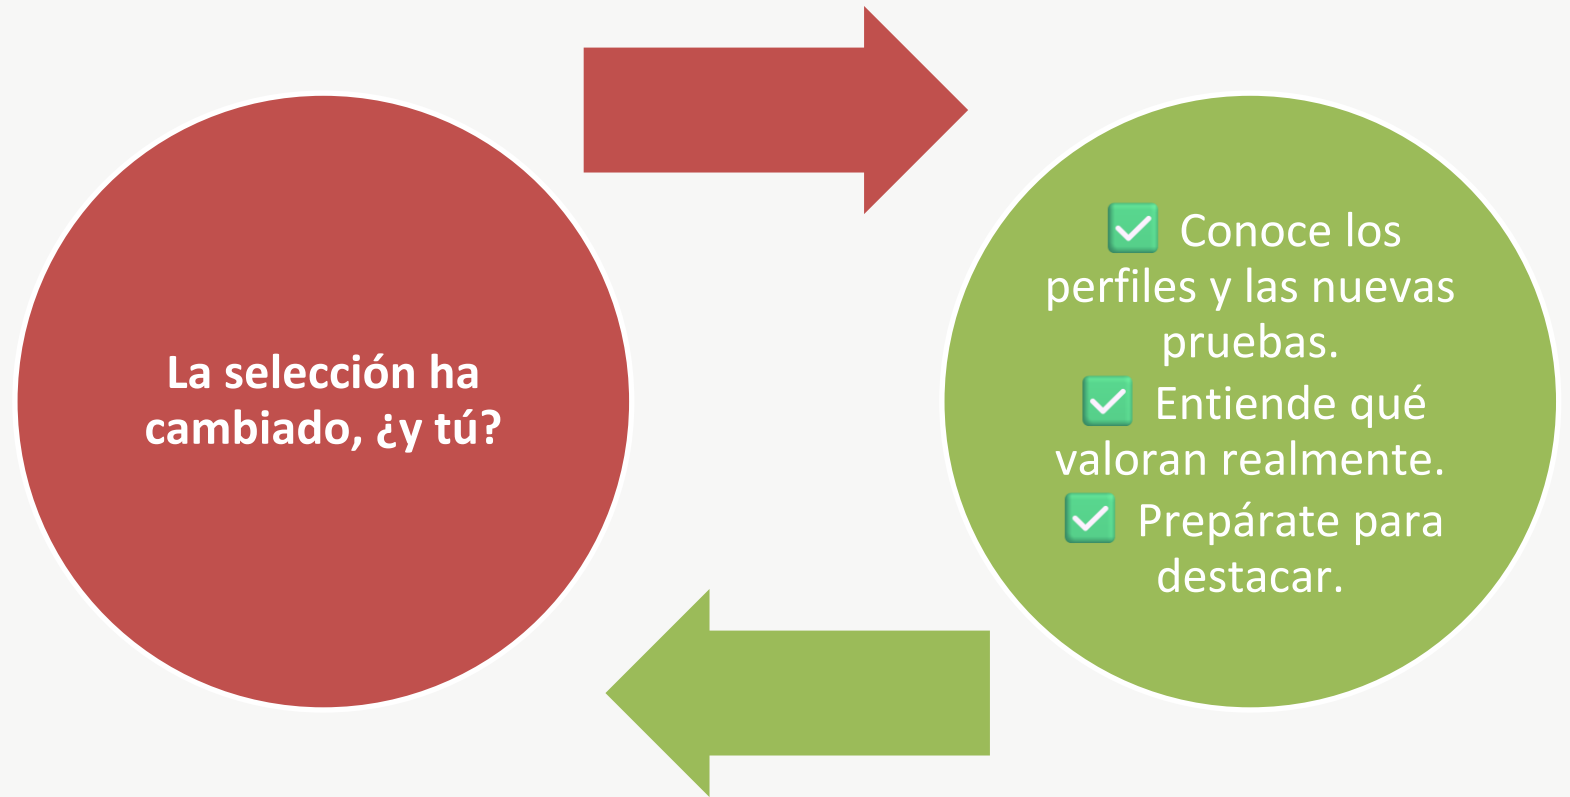 La selección ha
cambiado, ¿y tú?
✅ Conoce los
perfiles y las nuevas
pruebas.
✅ Entiende qué
valoran realmente.
✅ Prepárate para
destacar.